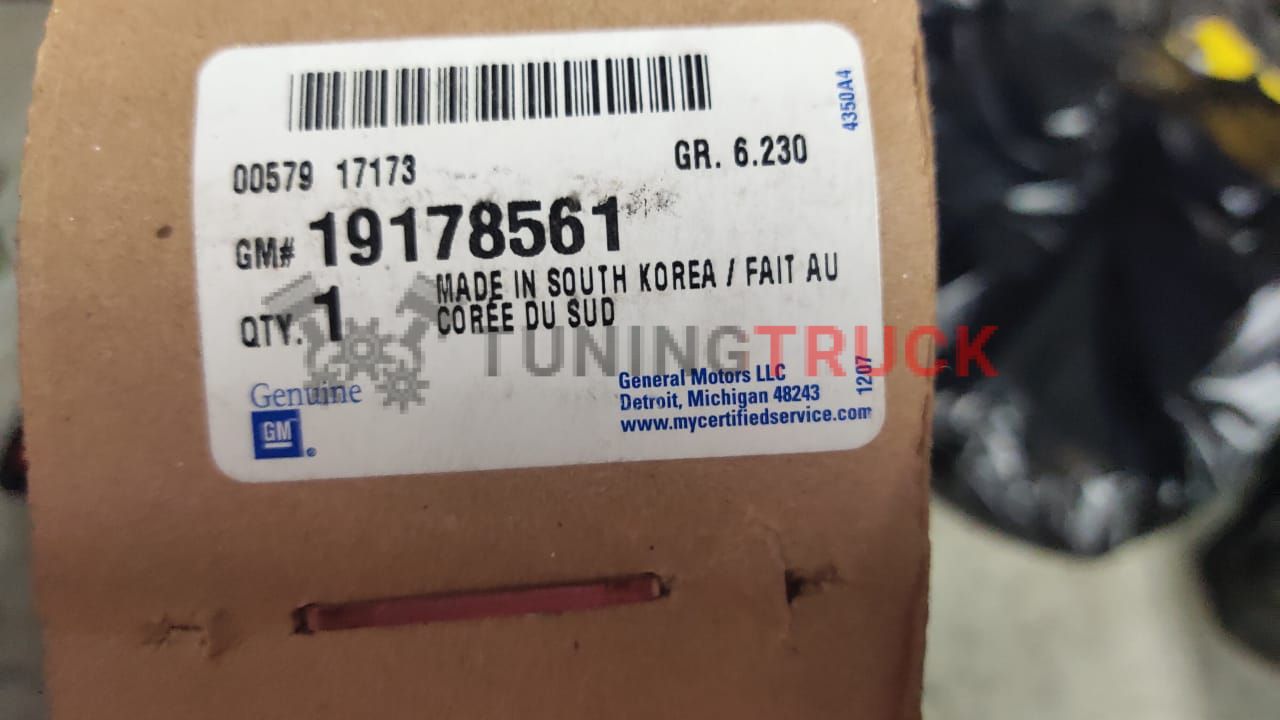 4350A4
00579 17173
GR. 6.230
GM# 19178561
MADE IN SOUTH KOREA / FAIT AU
CORÉE DU SUD
QTY. 1
TUNINGTRUCK
Genuine
GM
General Motors LLC
Detroit, Michigan 48243
www.mycertifiedservice.com
1207